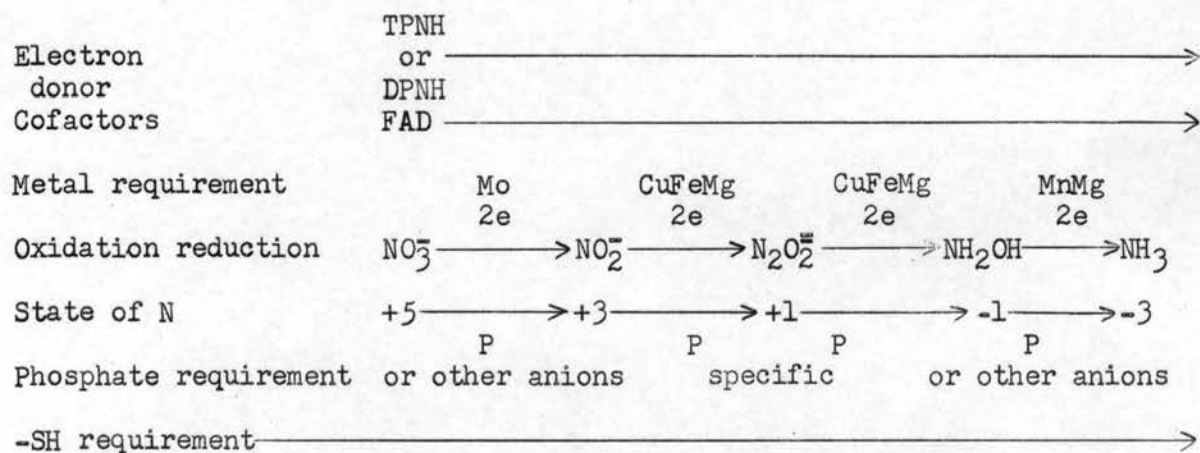 TPNH
Electron or
donor DPNH
Cofactors FAD
Metal requirement Mo CuFeMg CuFeMg MnMg
2e 2e 2e 2e
Oxidation reduction NO₃⁻ → NO₂⁻ → N₂O₂⁼ → NH₂OH → NH₃
State of N +5 → +3 → +1 → -1 → -3
P P P P
Phosphate requirement or other anions specific or other anions
-SH requirement